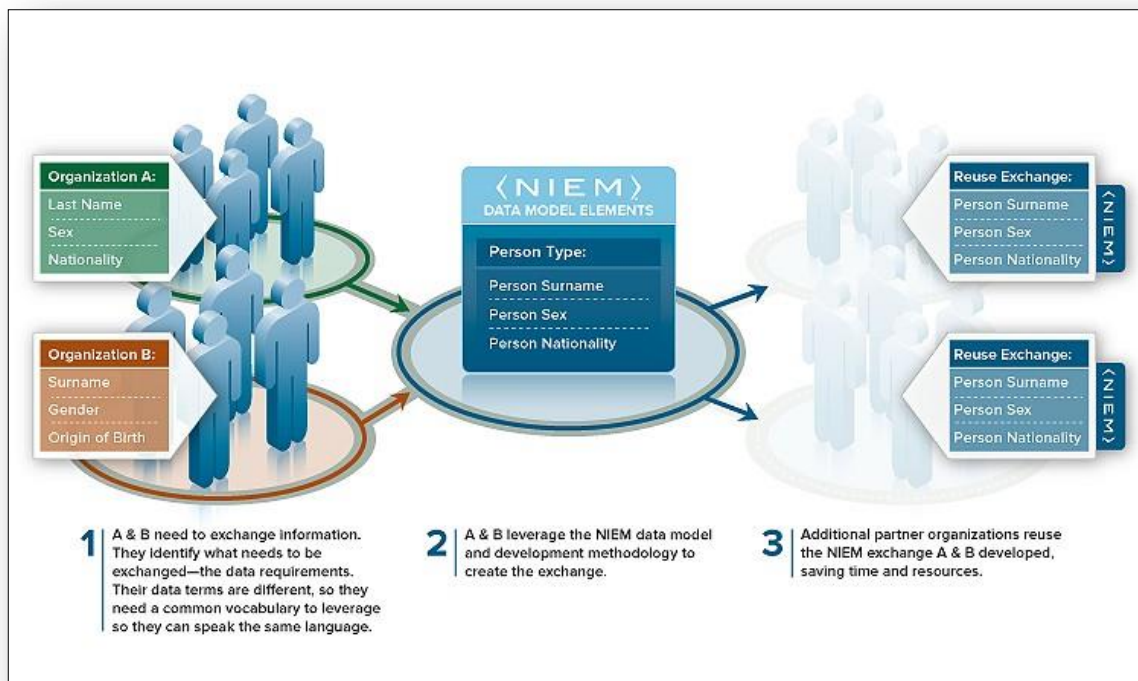 Organization A:
Last Name
Sex
Nationality
Organization B:
Surname
Gender
Origin of Birth
〈NIEM〉
DATA MODEL ELEMENTS
Person Type:
Person Surname
Person Sex
Person Nationality
Reuse Exchange:
Person Surname
Person Sex
Person Nationality
〈NIEM〉
Reuse Exchange:
Person Surname
Person Sex
Person Nationality
〈NIEM〉
1
A & B need to exchange information.
They identify what needs to be
exchanged—the data requirements.
Their data terms are different, so they
need a common vocabulary to leverage
so they can speak the same language.
2
A & B leverage the NIEM data model
and development methodology to
create the exchange.
3
Additional partner organizations reuse
the NIEM exchange A & B developed,
saving time and resources.